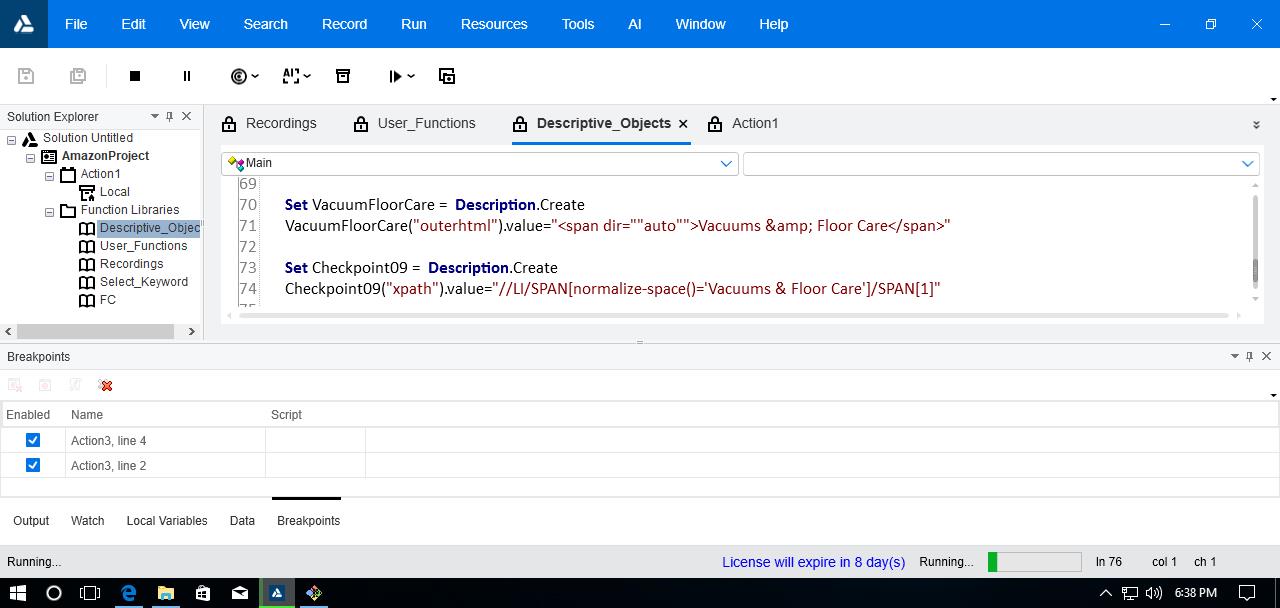 File Edit View Search Record Run Resources Tools AI Window Help
Solution Explorer
Solution Untitled
AmazonProject
Action1
Local
Function Libraries
Descriptive_Objec
User_Functions
Recordings
Select_Keyword
FC
Recordings User_Functions Descriptive_Objects Action1
Main
69
70 Set VacuumFloorCare = Description.Create
71 VacuumFloorCare("outerhtml").value="<span dir=""auto"">Vacuums &amp; Floor Care</span>"
72
73 Set Checkpoint09 = Description.Create
74 Checkpoint09("xpath").value="//LI/SPAN[normalize-space()='Vacuums & Floor Care']/SPAN[1]"
75
Breakpoints
Enabled Name Script
Action3, line 4
Action3, line 2
Output Watch Local Variables Data Breakpoints
Running... License will expire in 8 day(s) Running... ln 76 col 1 ch 1
6:38 PM